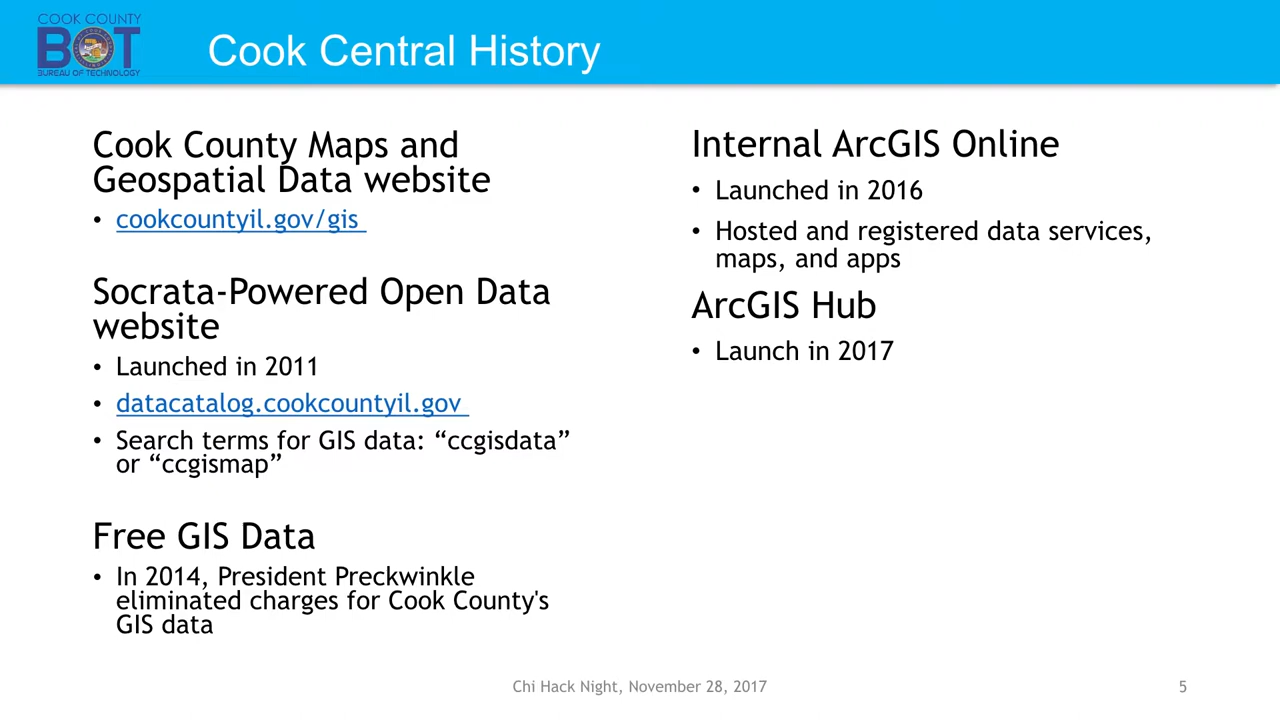 COOK COUNTY
BOT
BUREAU OF TECHNOLOGY
Cook Central History
Cook County Maps and
Geospatial Data website
• cookcountyil.gov/gis
Socrata-Powered Open Data
website
• Launched in 2011
• datacatalog.cookcountyil.gov
• Search terms for GIS data: “ccgisdata”
or “ccgismap”
Free GIS Data
• In 2014, President Preckwinkle
eliminated charges for Cook County's
GIS data
Internal ArcGIS Online
• Launched in 2016
• Hosted and registered data services,
maps, and apps
ArcGIS Hub
• Launch in 2017
Chi Hack Night, November 28, 2017
5